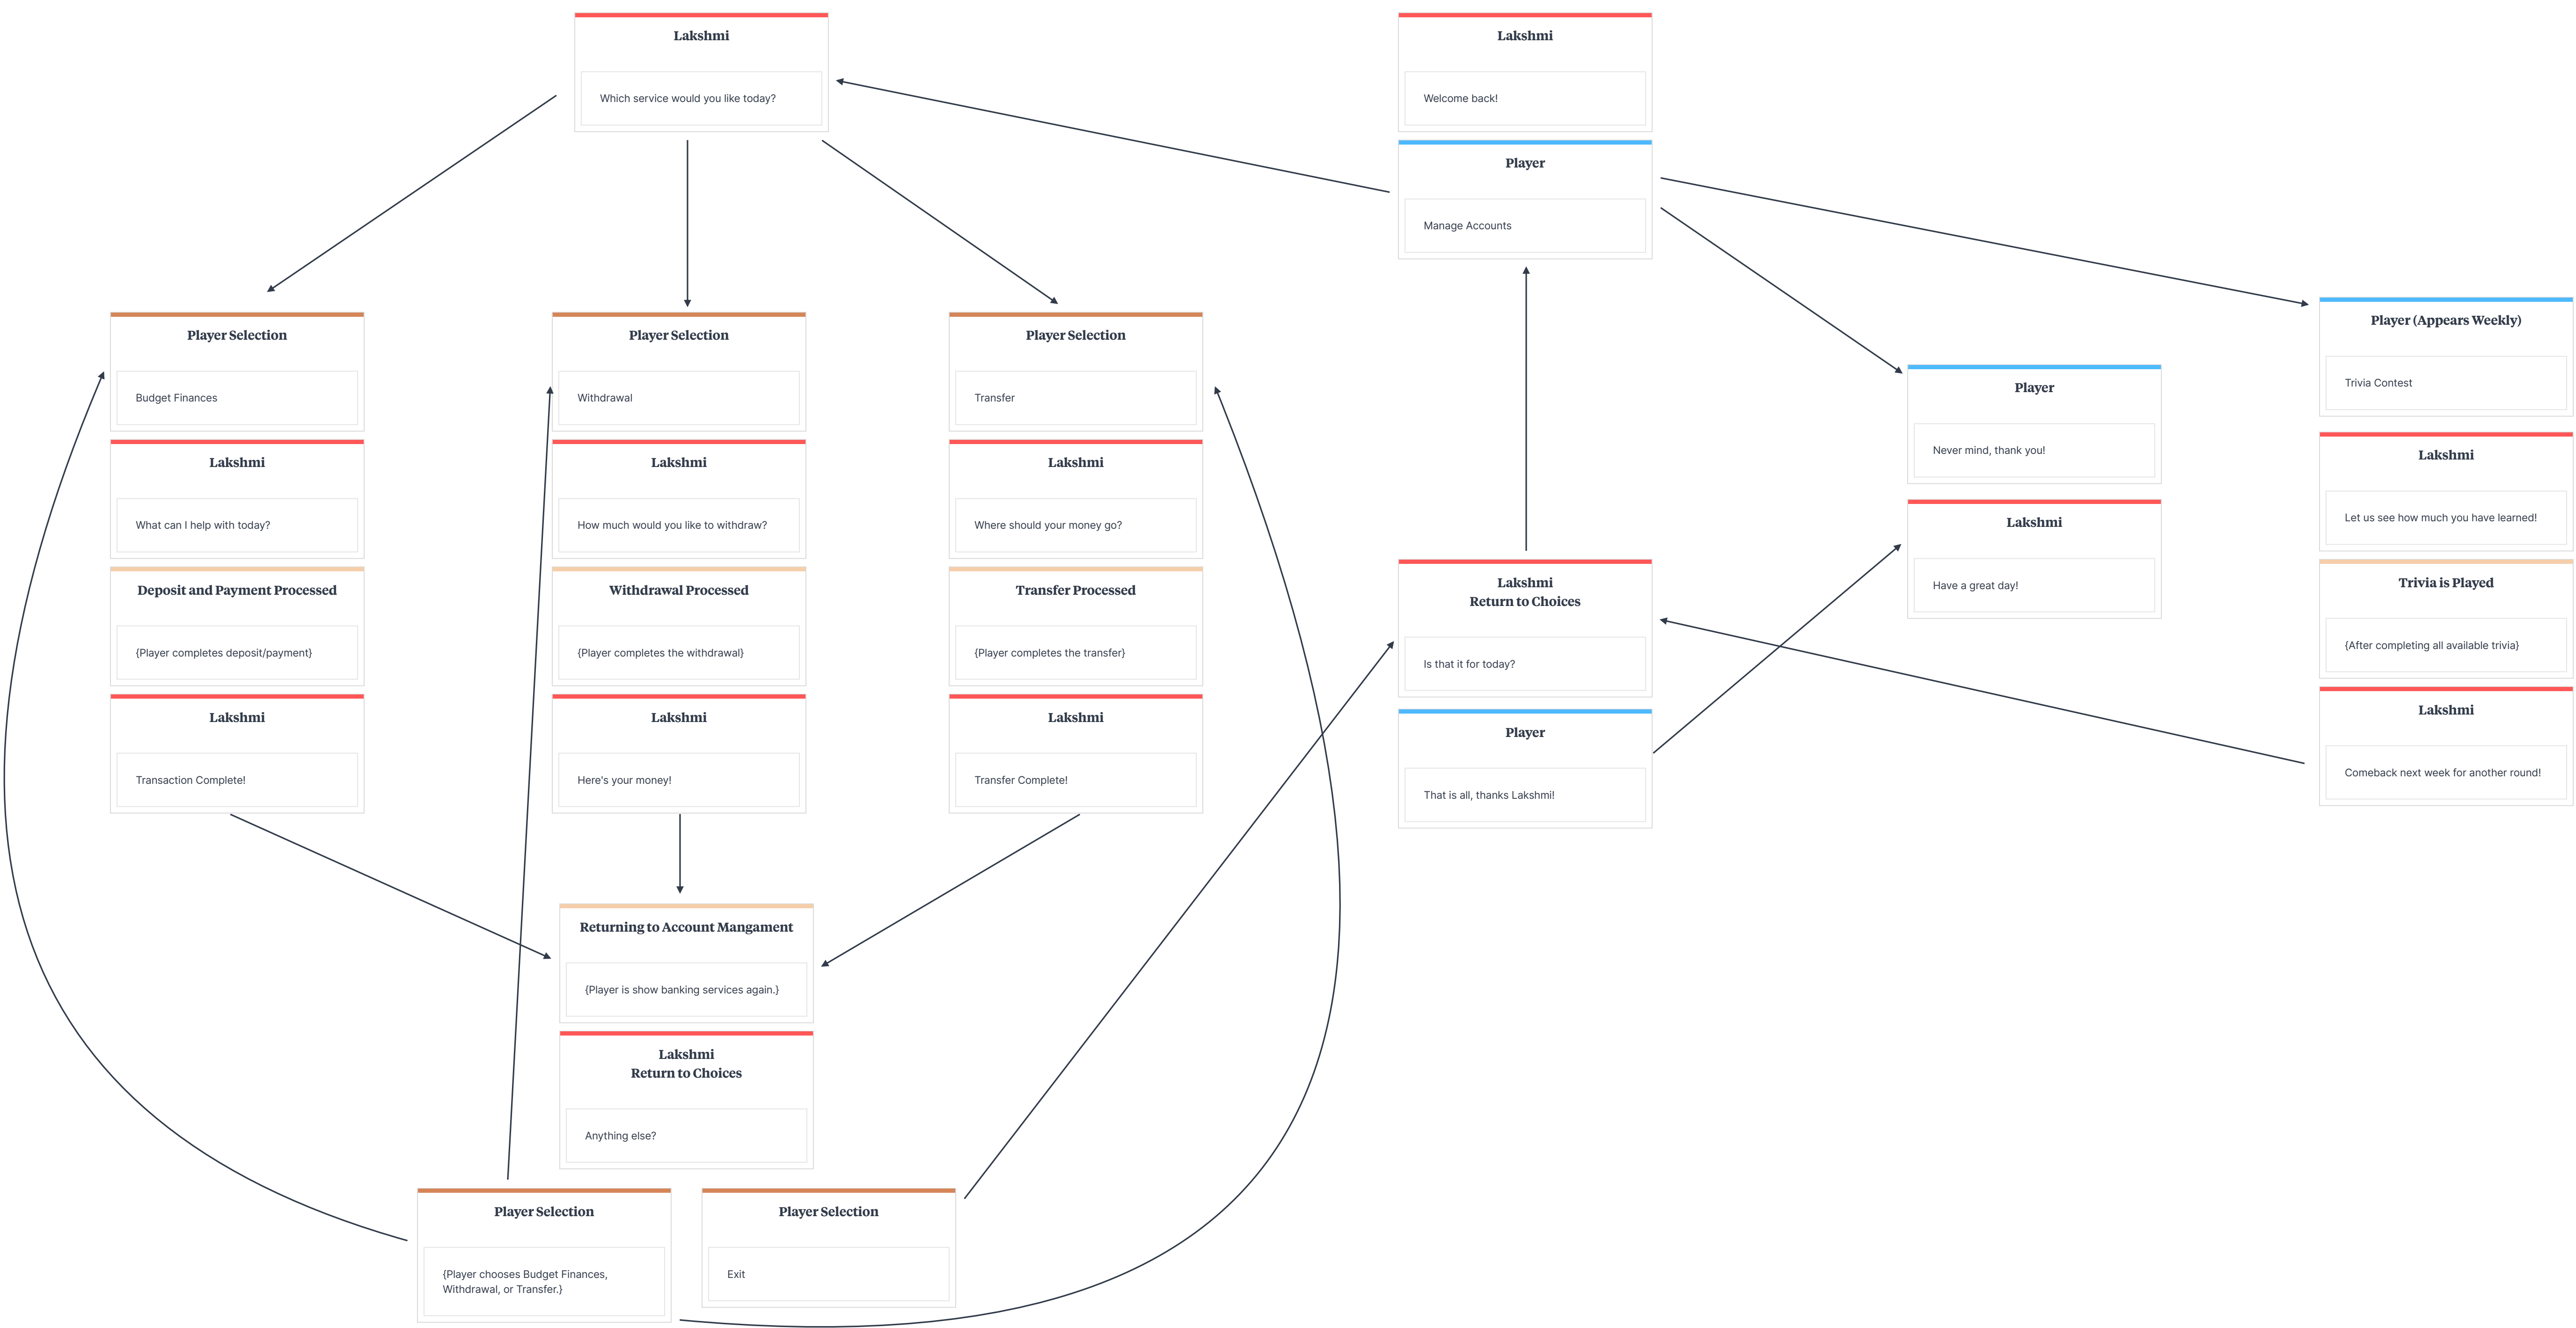 Lakshmi
Which service would you like today?
Lakshmi
Welcome back!
Player
Manage Accounts
Player Selection
Budget Finances
Lakshmi
What can I help with today?
Deposit and Payment Processed
{Player completes deposit/payment}
Lakshmi
Transaction Complete!
Player Selection
Withdrawal
Lakshmi
How much would you like to withdraw?
Withdrawal Processed
{Player completes the withdrawal}
Lakshmi
Here's your money!
Player Selection
Transfer
Lakshmi
Where should your money go?
Transfer Processed
{Player completes the transfer}
Lakshmi
Transfer Complete!
Returning to Account Mangament
{Player is show banking services again.}
Lakshmi
Return to Choices
Anything else?
Player Selection
{Player chooses Budget Finances,
Withdrawal, or Transfer.}
Player Selection
Exit
Lakshmi
Return to Choices
Is that it for today?
Player
That is all, thanks Lakshmi!
Player
Never mind, thank you!
Lakshmi
Have a great day!
Player (Appears Weekly)
Trivia Contest
Lakshmi
Let us see how much you have learned!
Trivia is Played
{After completing all available trivia}
Lakshmi
Comeback next week for another round!